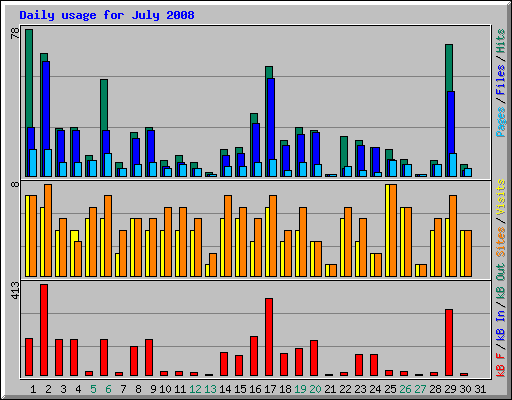 Daily usage for July 2008
78
8
413
Pages / Files / Hits
Sites / Visits
kB F / kB In / kB Out
1 2 3 4 5 6 7 8 9 10 11 12 13 14 15 16 17 18 19 20 21 22 23 24 25 26 27 28 29 30 31